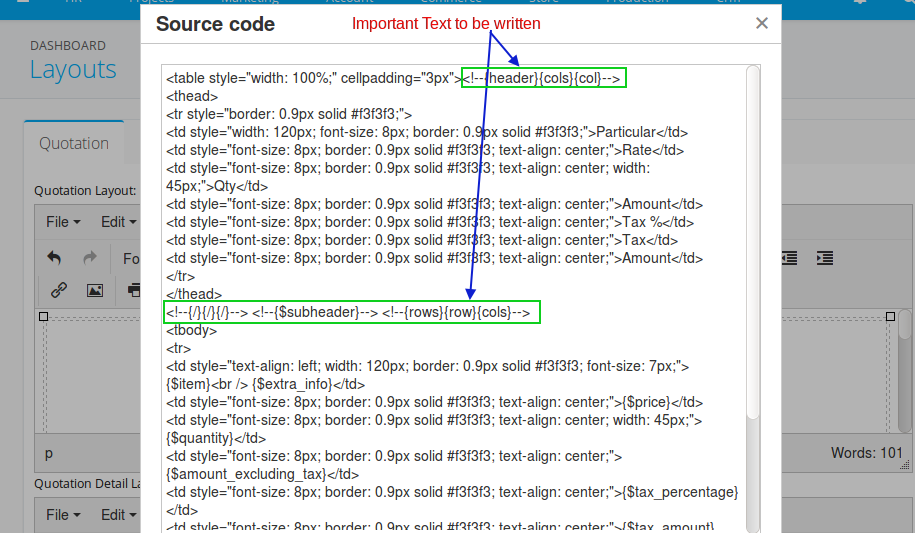 HR Projects Marketing Account Commerce Store Production Crm
DASHBOARD
Layouts
Quotation
Quotation Layout:
File Edit
Fo
p
Words: 101
Quotation Detail La
File Edit
Source code
Important Text to be written
×
<table style="width: 100%;" cellpadding="3px"><!--{header}{cols}{col}-->
<thead>
<tr style="border: 0.9px solid #f3f3f3;">
<td style="width: 120px; font-size: 8px; border: 0.9px solid #f3f3f3;">Particular</td>
<td style="font-size: 8px; border: 0.9px solid #f3f3f3; text-align: center;">Rate</td>
<td style="font-size: 8px; border: 0.9px solid #f3f3f3; text-align: center; width:
45px;">Qty</td>
<td style="font-size: 8px; border: 0.9px solid #f3f3f3; text-align: center;">Amount</td>
<td style="font-size: 8px; border: 0.9px solid #f3f3f3; text-align: center;">Tax %</td>
<td style="font-size: 8px; border: 0.9px solid #f3f3f3; text-align: center;">Tax</td>
<td style="font-size: 8px; border: 0.9px solid #f3f3f3; text-align: center;">Amount</td>
</tr>
</thead>
<!--{/}{/}{/}--> <!--{$subheader}--> <!--{rows}{row}{cols}-->
<tbody>
<tr>
<td style="text-align: left; width: 120px; border: 0.9px solid #f3f3f3; font-size: 7px;">
{$item}<br /> {$extra_info}</td>
<td style="font-size: 8px; border: 0.9px solid #f3f3f3; text-align: center;">{$price}</td>
<td style="font-size: 8px; border: 0.9px solid #f3f3f3; text-align: center; width: 45px;">
{$quantity}</td>
<td style="font-size: 8px; border: 0.9px solid #f3f3f3; text-align: center;">
{$amount_excluding_tax}</td>
<td style="font-size: 8px; border: 0.9px solid #f3f3f3; text-align: center;">{$tax_percentage}
</td>
<td style="font-size: 8px; border: 0.9px solid #f3f3f3; text-align: center;">{$tax_amount}